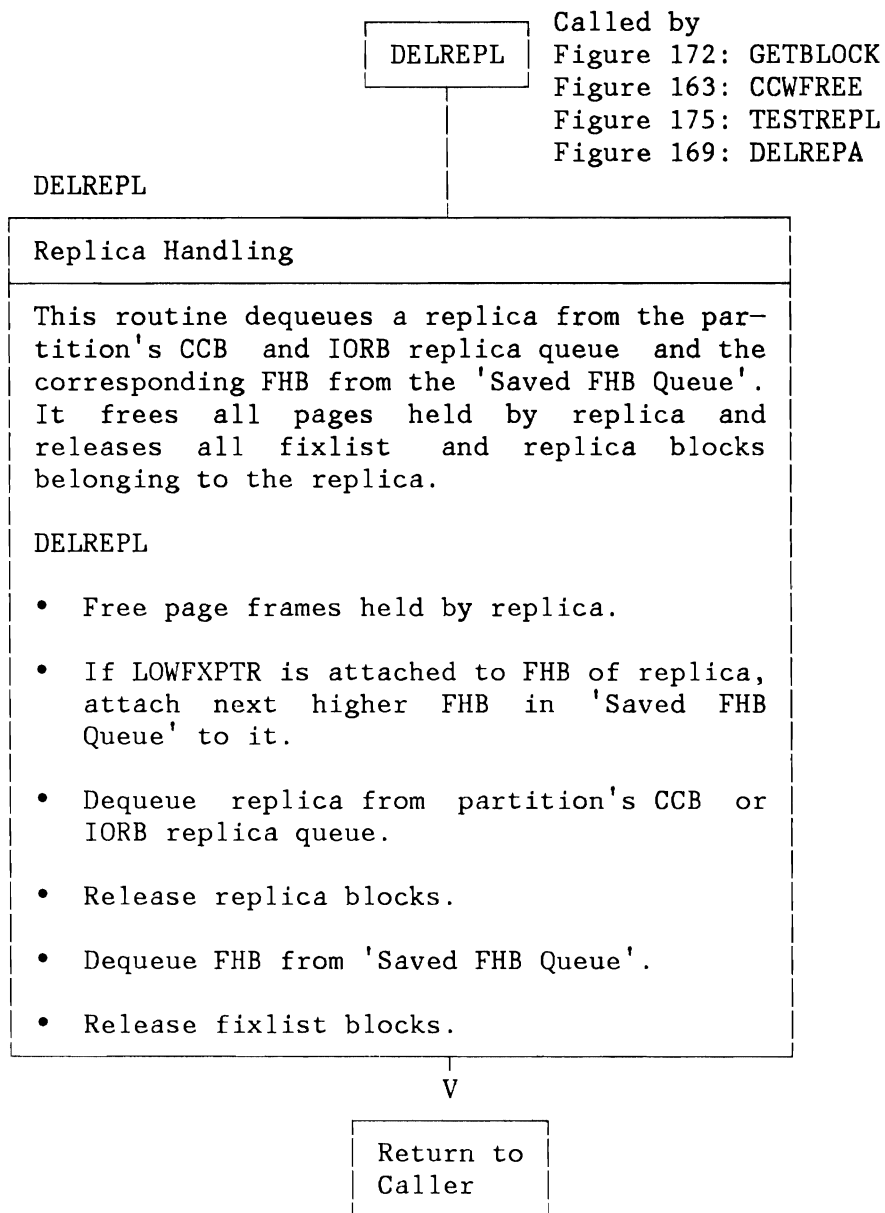 DELREPL
Called by
Figure 172: GETBLOCK
Figure 163: CCWFREE
Figure 175: TESTREPL
Figure 169: DELREPA
DELREPL
Replica Handling
This routine dequeues a replica from the par-
tition's CCB and IORB replica queue and the
corresponding FHB from the 'Saved FHB Queue'.
It frees all pages held by replica and
releases all fixlist and replica blocks
belonging to the replica.
DELREPL
• Free page frames held by replica.
• If LOWFXPTR is attached to FHB of replica,
attach next higher FHB in 'Saved FHB
Queue' to it.
• Dequeue replica from partition's CCB or
IORB replica queue.
• Release replica blocks.
• Dequeue FHB from 'Saved FHB Queue'.
• Release fixlist blocks.
V
Return to
Caller